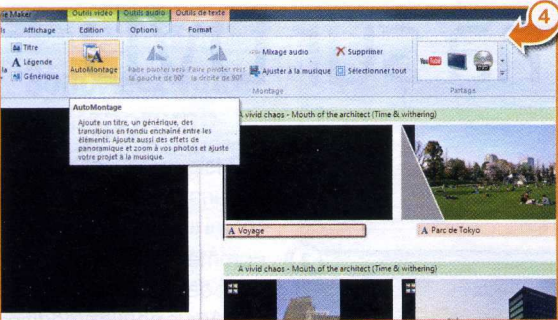 ie Maker Outils vidéo Outils audio Outils de texte
Affichage Edition Options Format
4
Titre
Légende
Générique
la
AutoMontage
Faire pivoter vers
la gauche de 90°
Faire pivoter vers
la droite de 90°
Mixage audio
Ajuster à la musique
Supprimer
Sélectionner tout
Montage
You Tube
DVD
Partage
AutoMontage
Ajoute un titre, un générique, des
transitions en fondu enchaîné entre les
éléments. Ajoute aussi des effets de
panoramique et zoom à vos photos et ajuste
votre projet à la musique.
A vivid chaos - Mouth of the architect (Time & withering)
A Voyage
A Parc de Tokyo
A vivid chaos - Mouth of the architect (Time & withering)